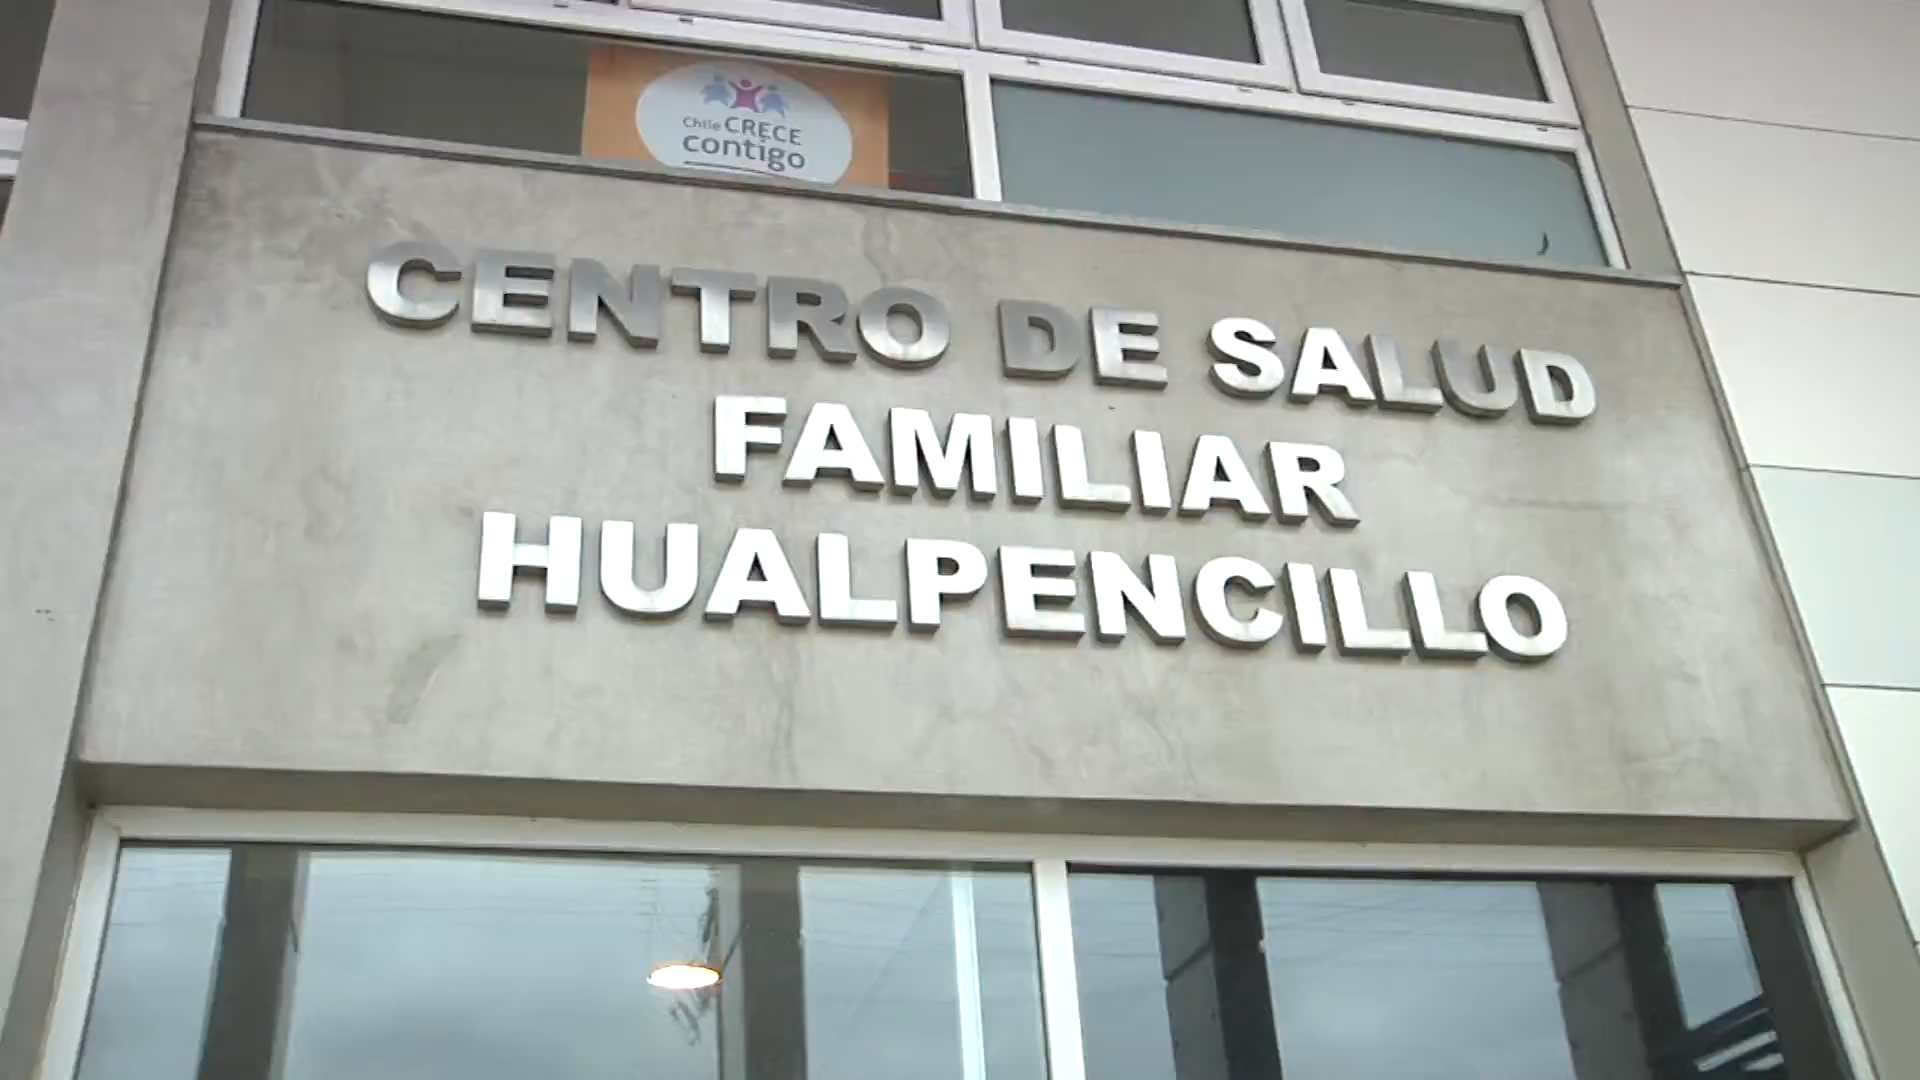 Chile CRECE
contigo
CENTRO DE SALUD
FAMILIAR
HUALPENCILLO